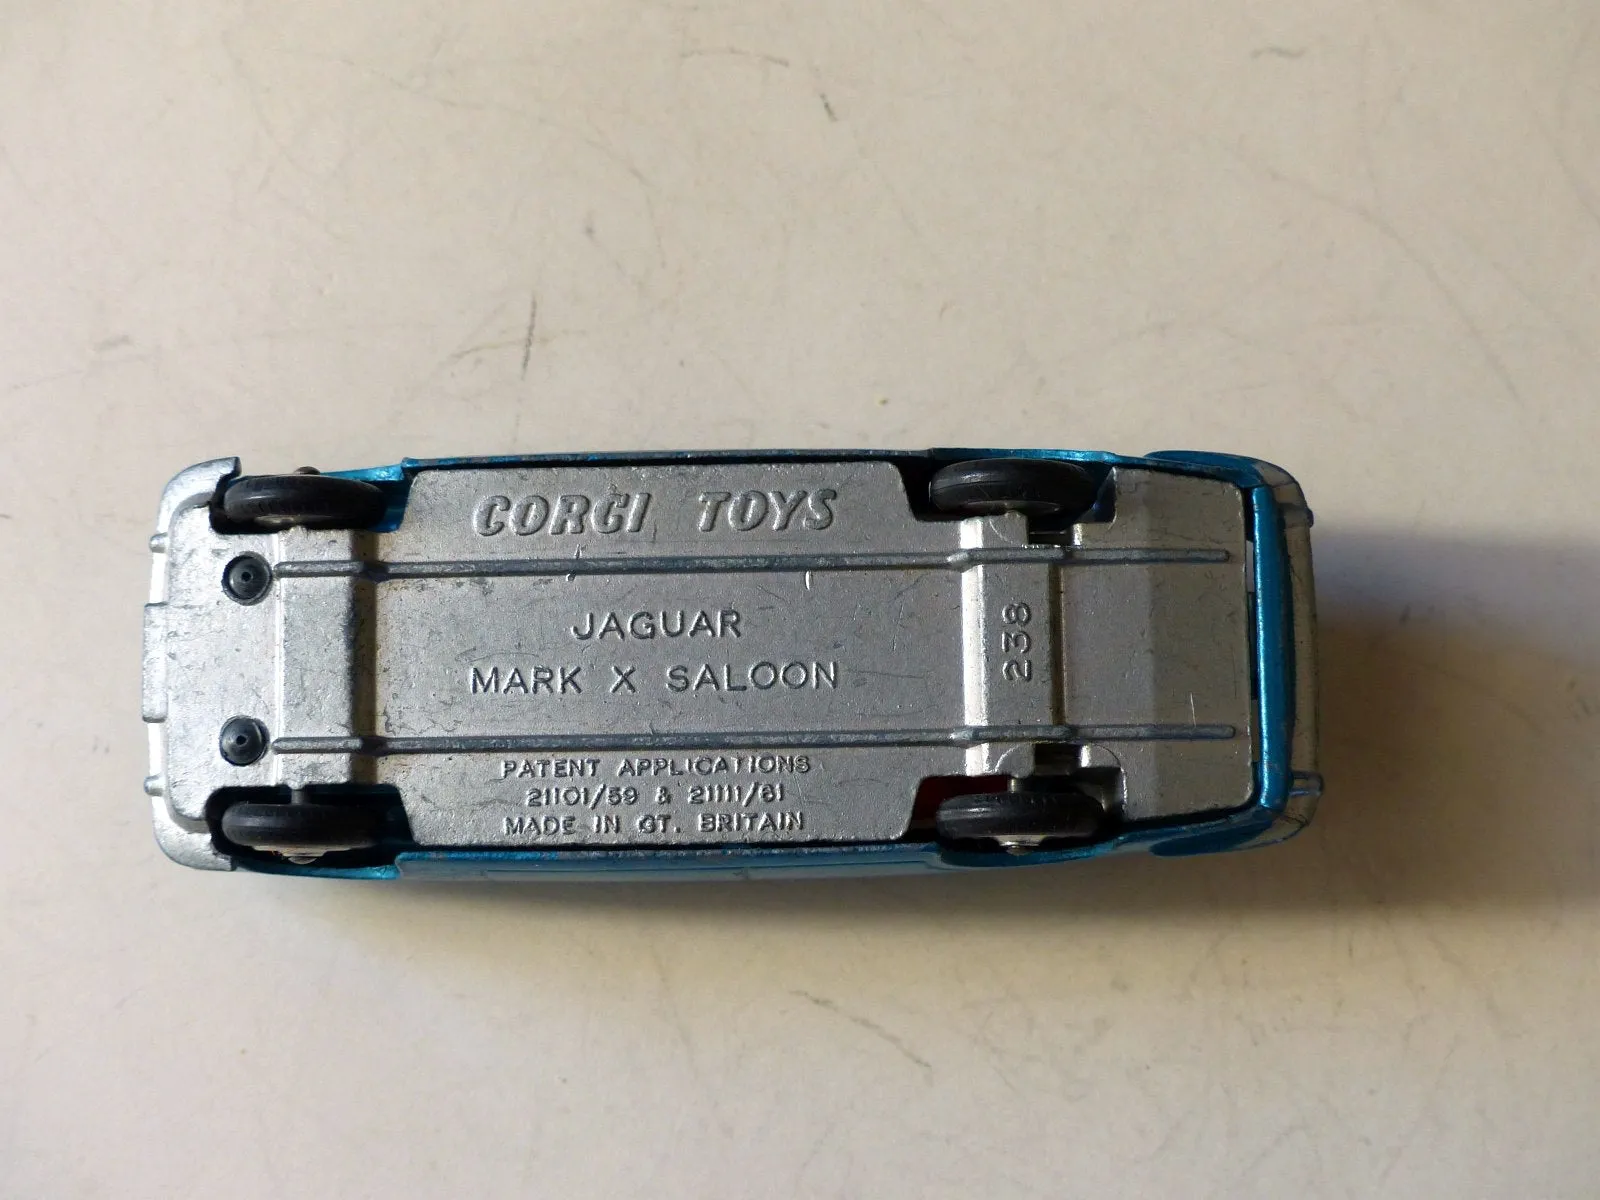 CORGI TOYS
JAGUAR
MARK X SALOON
238
PATENT APPLICATIONS
21101/59 & 21111/61
MADE IN GT. BRITAIN